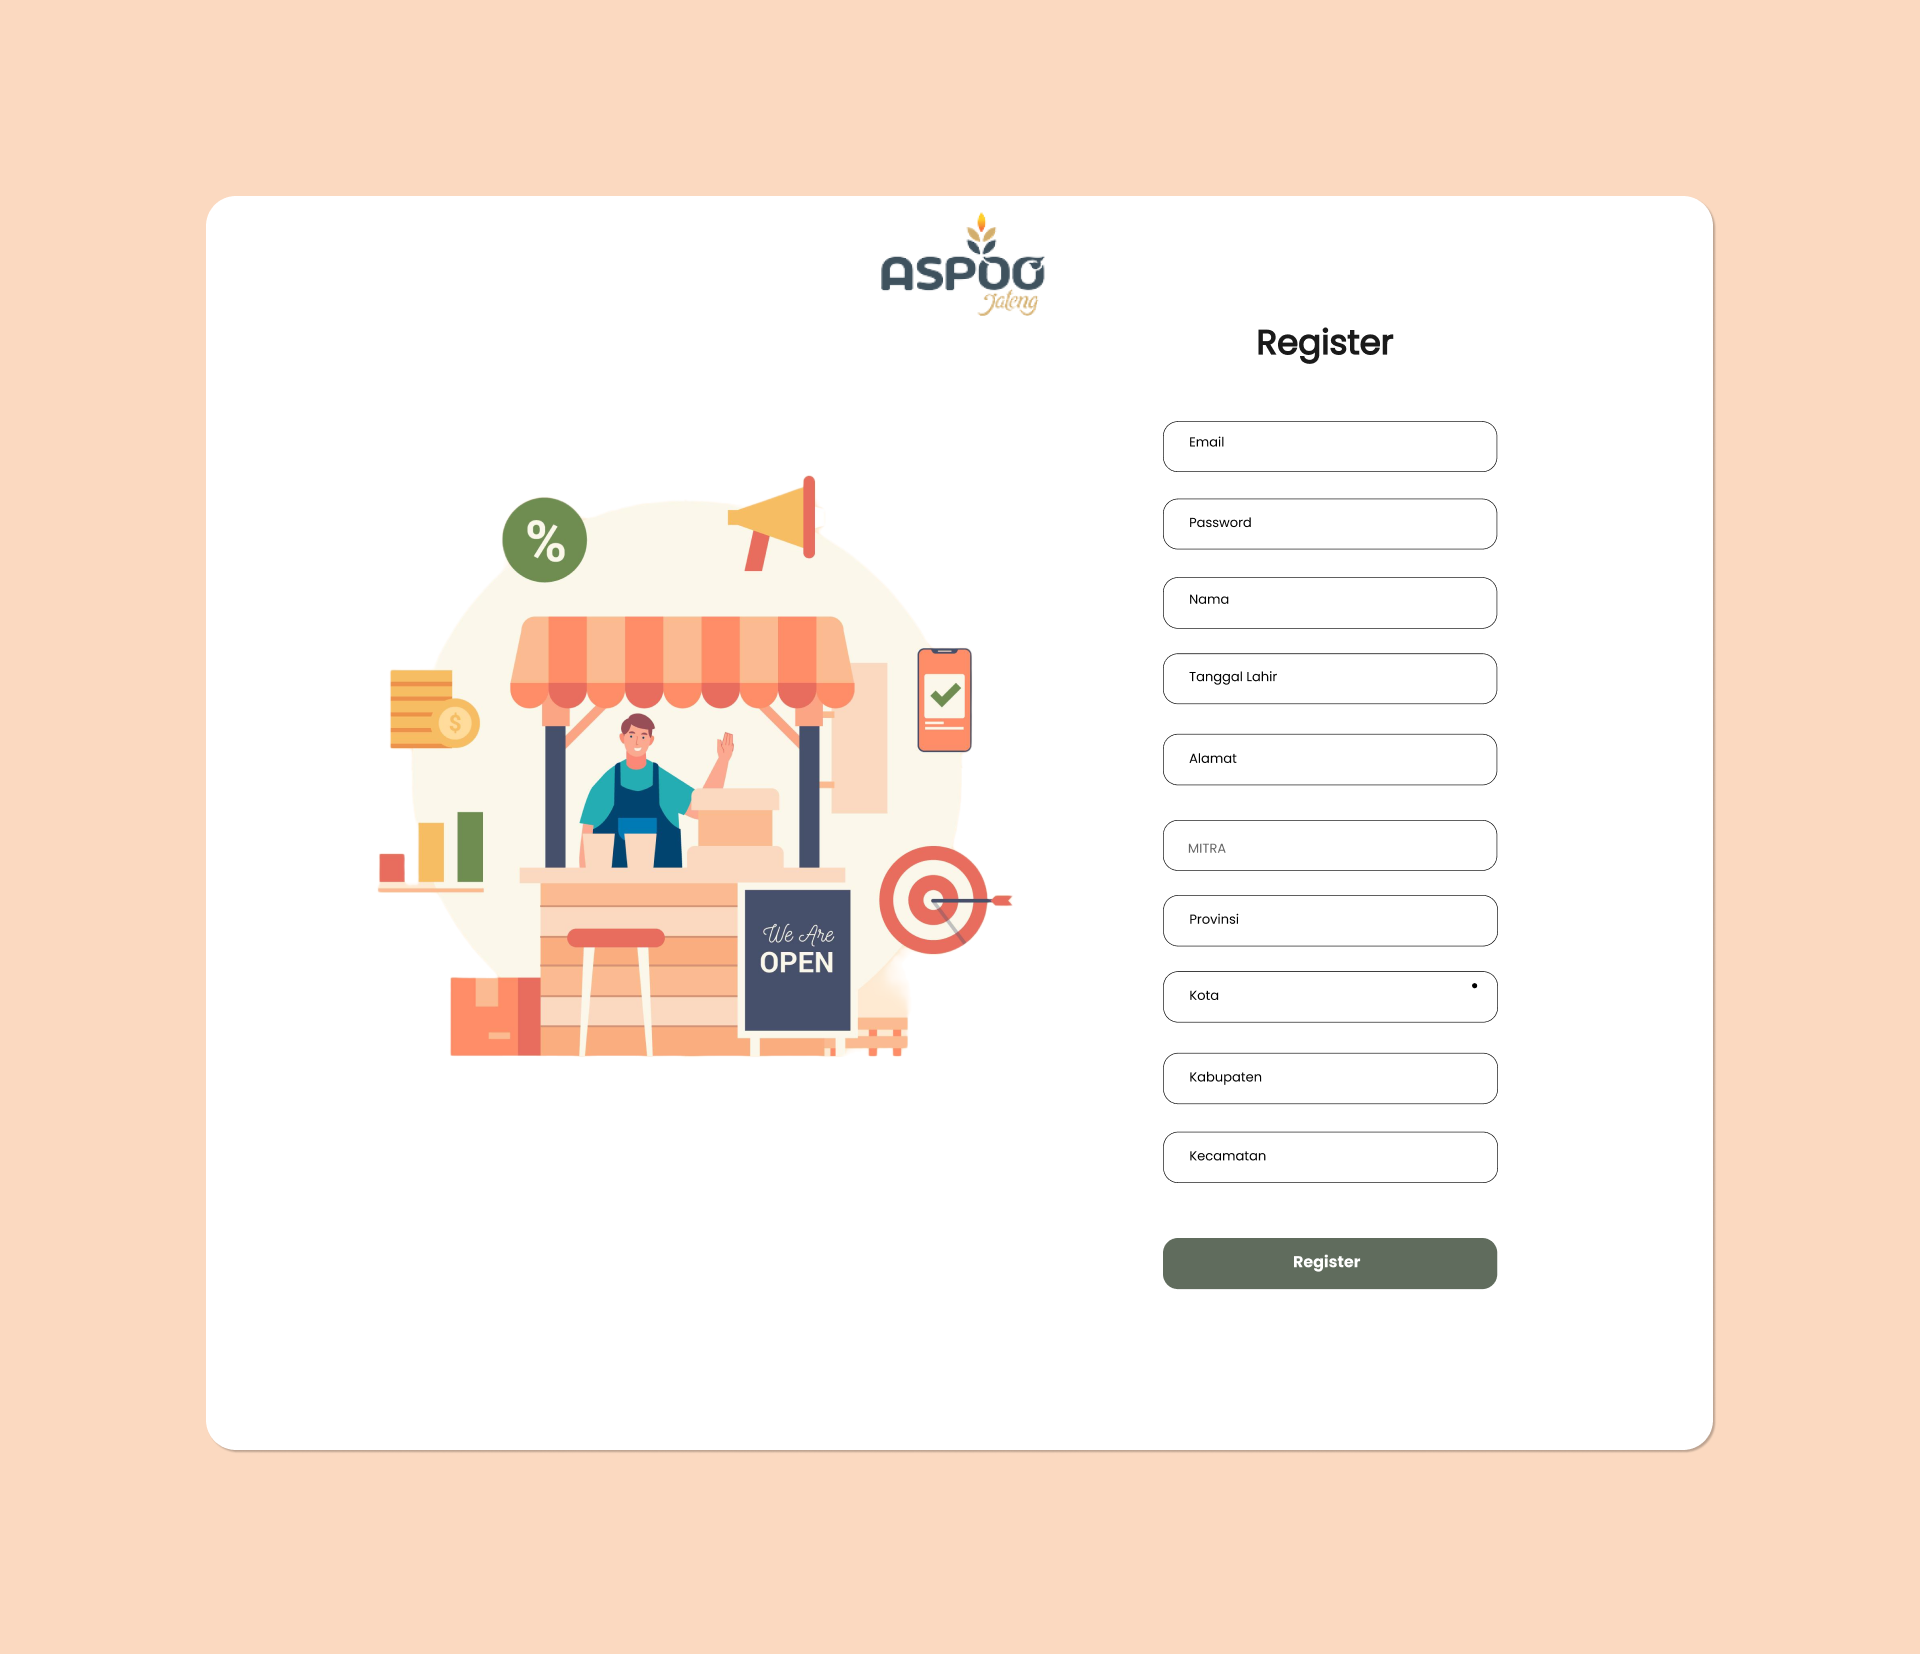 ASPOO
Jateng
Register
Email
Password
Nama
Tanggal Lahir
Alamat
MITRA
Provinsi
Kota
Kabupaten
Kecamatan
Register
%
$
We Are
OPEN